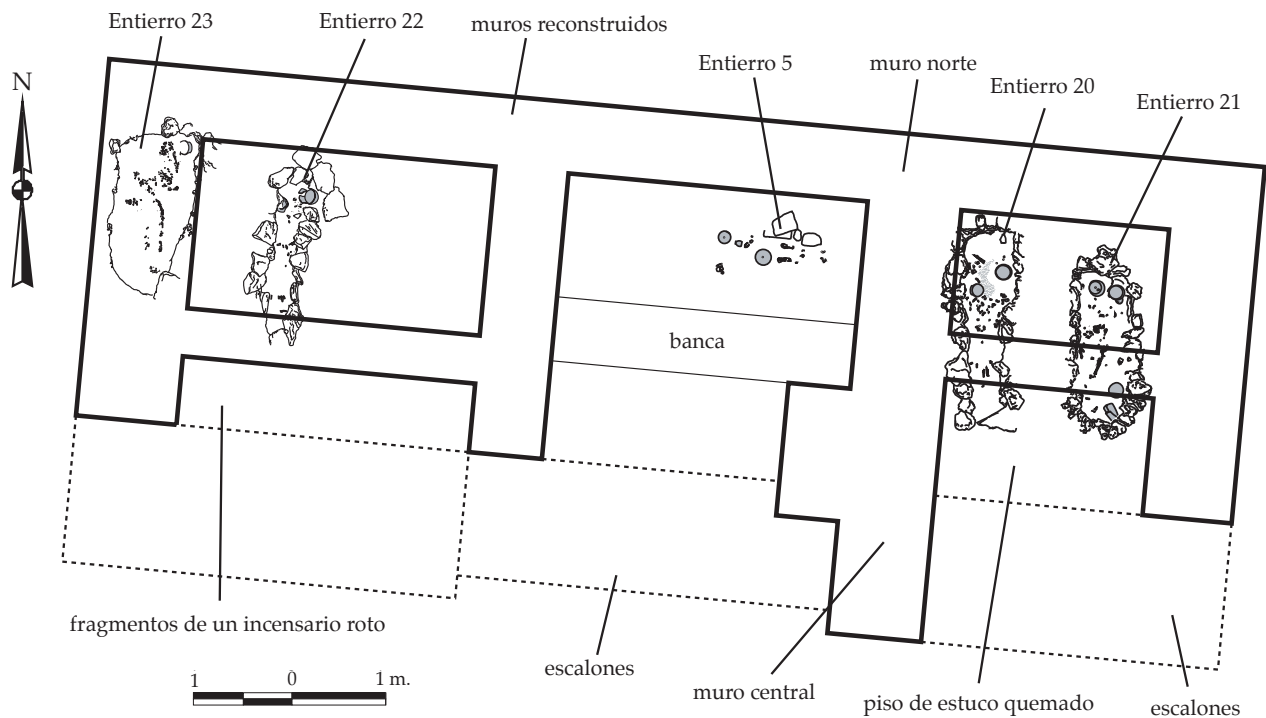 Entierro 23
Entierro 22
muros reconstruidos
Entierro 5
muro norte
Entierro 20
Entierro 21
N
banca
fragmentos de un incensario roto
escalones
muro central
piso de estuco quemado
escalones
1 0 1 m.